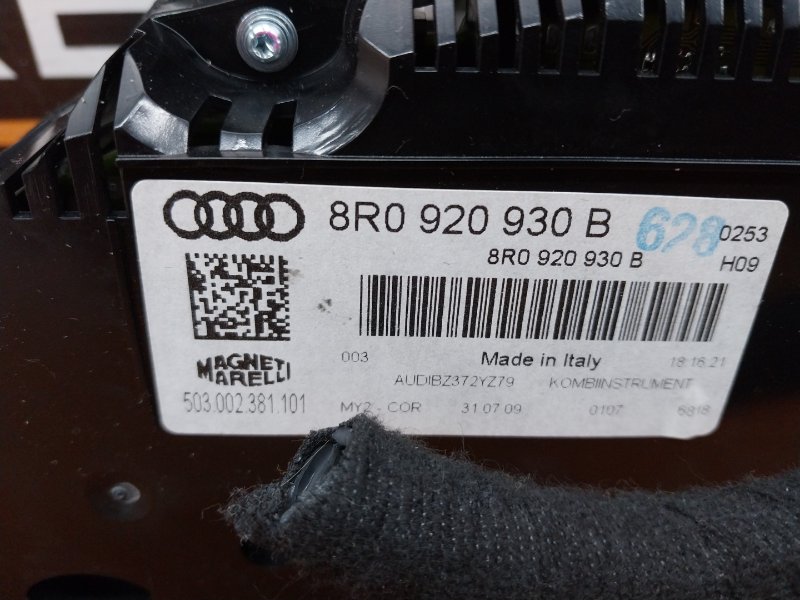 8R0 920 930 B 628 0253
8R0 920 930 B H09
003 Made in Italy 18:16:21
MAGNETI
MARELLI
AUDIBZ372YZ79 KOMBIINSTRUMENT
503.002.381.101
MY2 - COR 31.07.09 0107 6818